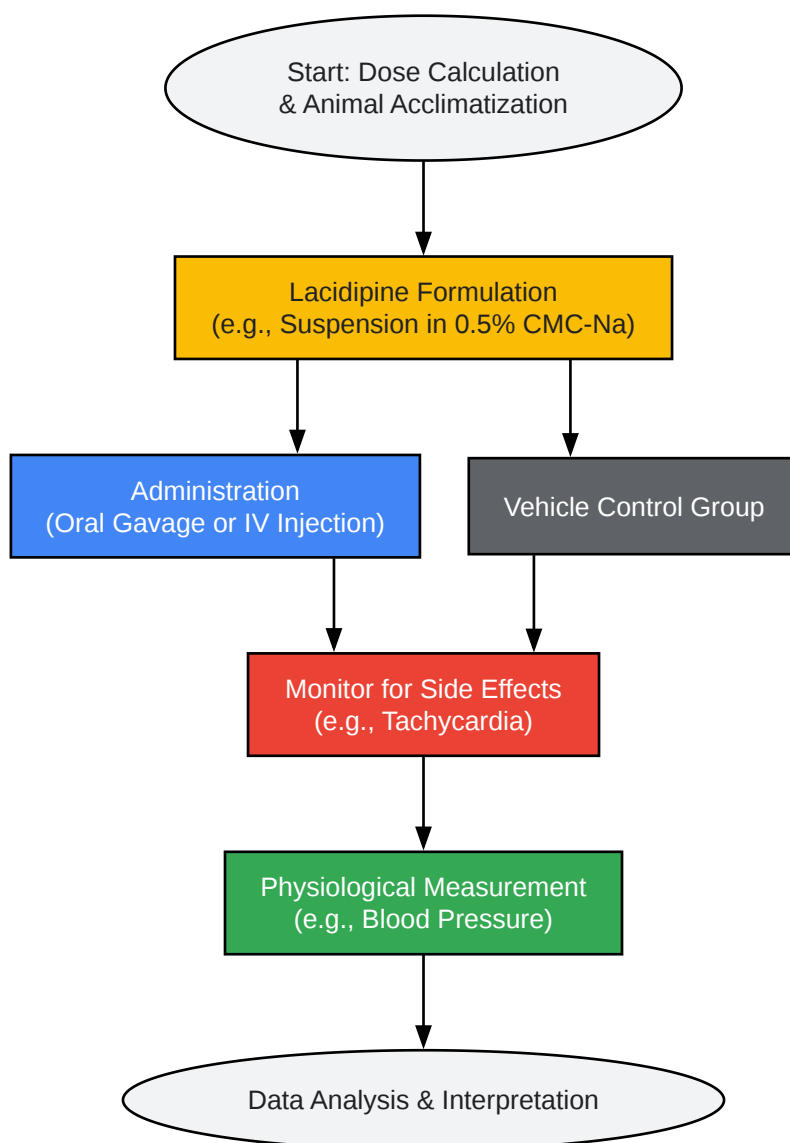 Start: Dose Calculation
& Animal Acclimatization
Lacidipine Formulation
(e.g., Suspension in 0.5% CMC-Na)
Administration
(Oral Gavage or IV Injection)
Vehicle Control Group
Monitor for Side Effects
(e.g., Tachycardia)
Physiological Measurement
(e.g., Blood Pressure)
Data Analysis & Interpretation